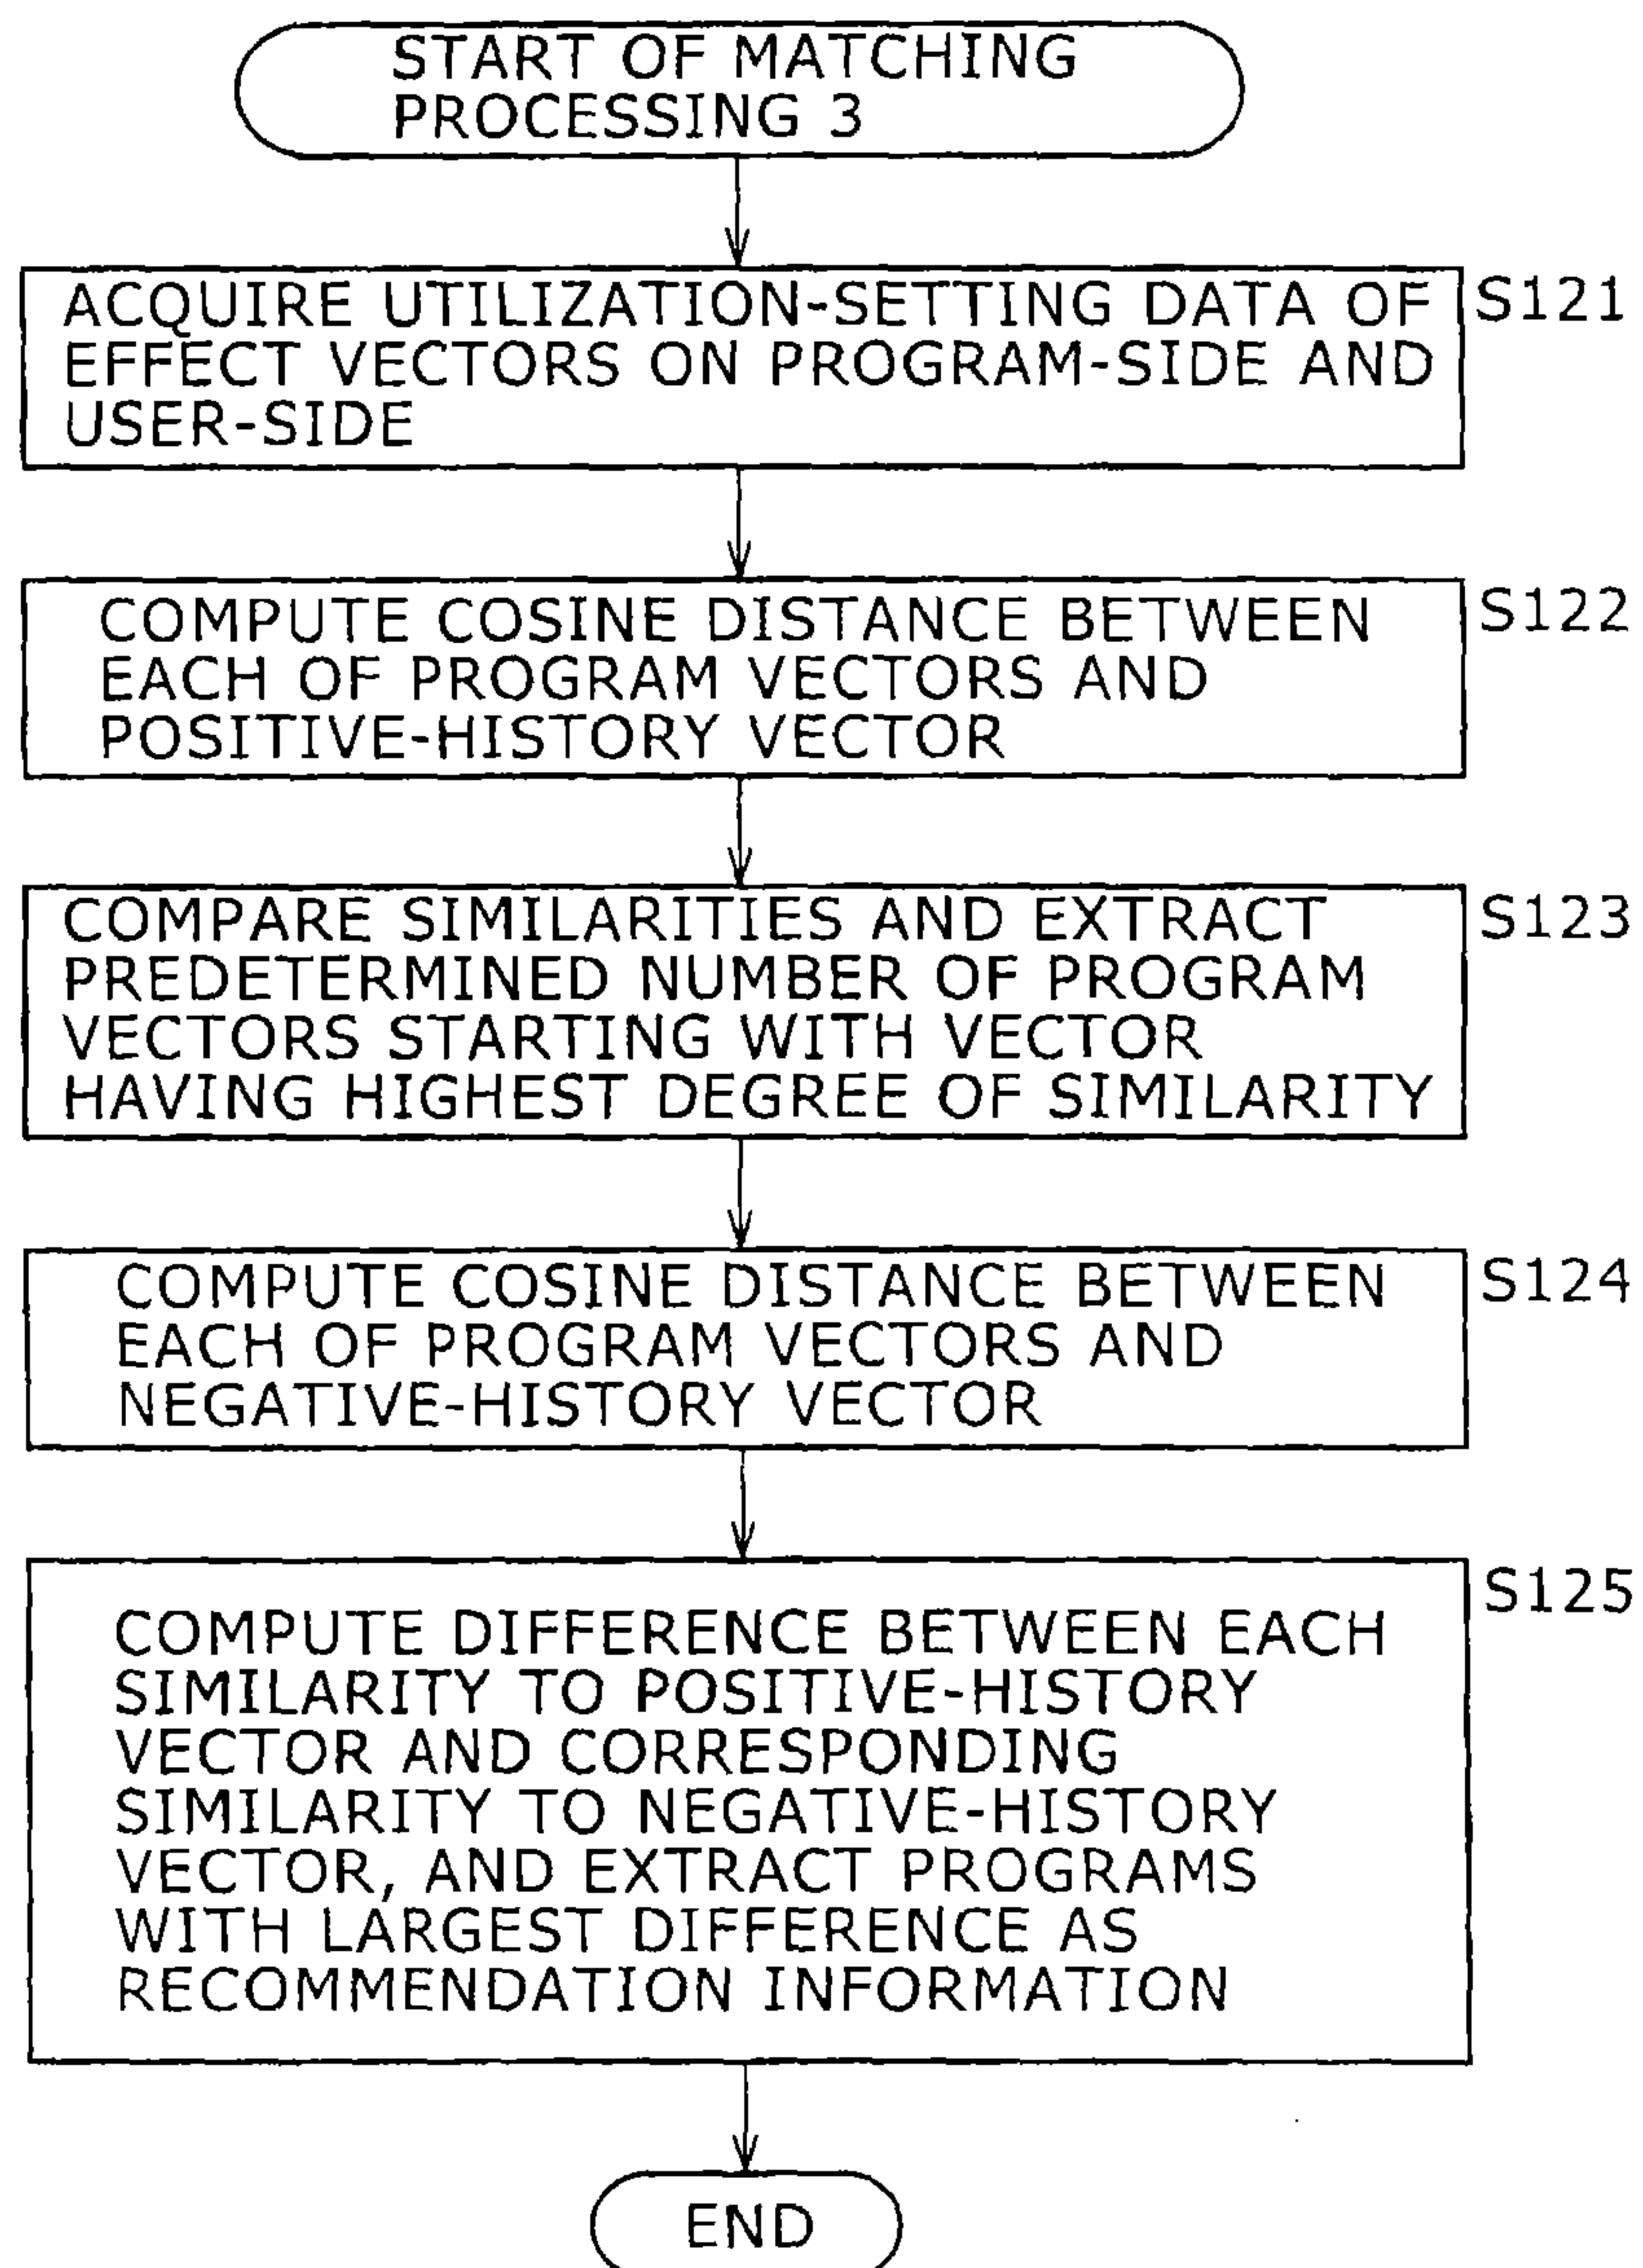 START OF MATCHING
PROCESSING 3
ACQUIRE UTILIZATION-SETTING DATA OF
EFFECT VECTORS ON PROGRAM-SIDE AND
USER-SIDE
S121
COMPUTE COSINE DISTANCE BETWEEN
EACH OF PROGRAM VECTORS AND
POSITIVE-HISTORY VECTOR
S122
COMPARE SIMILARITIES AND EXTRACT
PREDETERMINED NUMBER OF PROGRAM
VECTORS STARTING WITH VECTOR
HAVING HIGHEST DEGREE OF SIMILARITY
S123
COMPUTE COSINE DISTANCE BETWEEN
EACH OF PROGRAM VECTORS AND
NEGATIVE-HISTORY VECTOR
S124
COMPUTE DIFFERENCE BETWEEN EACH
SIMILARITY TO POSITIVE-HISTORY
VECTOR AND CORRESPONDING
SIMILARITY TO NEGATIVE-HISTORY
VECTOR, AND EXTRACT PROGRAMS
WITH LARGEST DIFFERENCE AS
RECOMMENDATION INFORMATION
S125
END